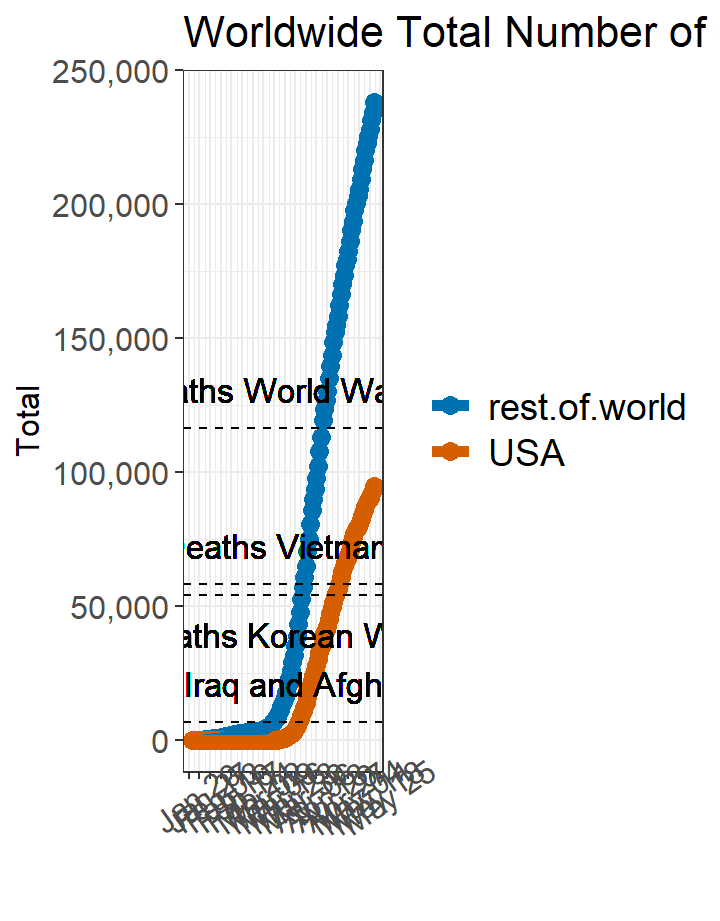 Worldwide Total Number of
250,000
200,000
150,000
100,000
50,000
0
Total
aths World Wa
eaths Vietnam
aths Korean W
Iraq and Afgh
rest.of.world
USA